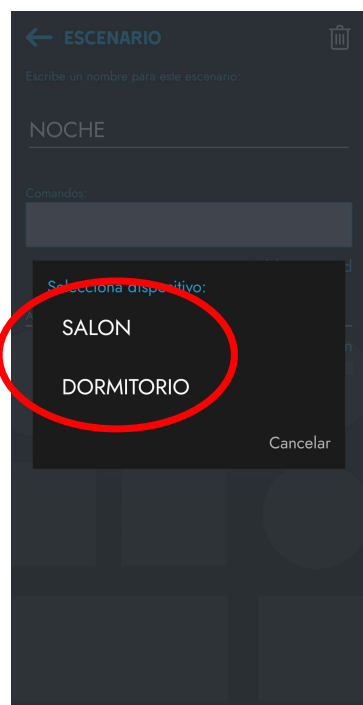 ESCENARIO
Escribe un nombre para este escenario:
NOCHE
Comandos:
Selecciona dispositivo:
SALON
DORMITORIO
Cancelar